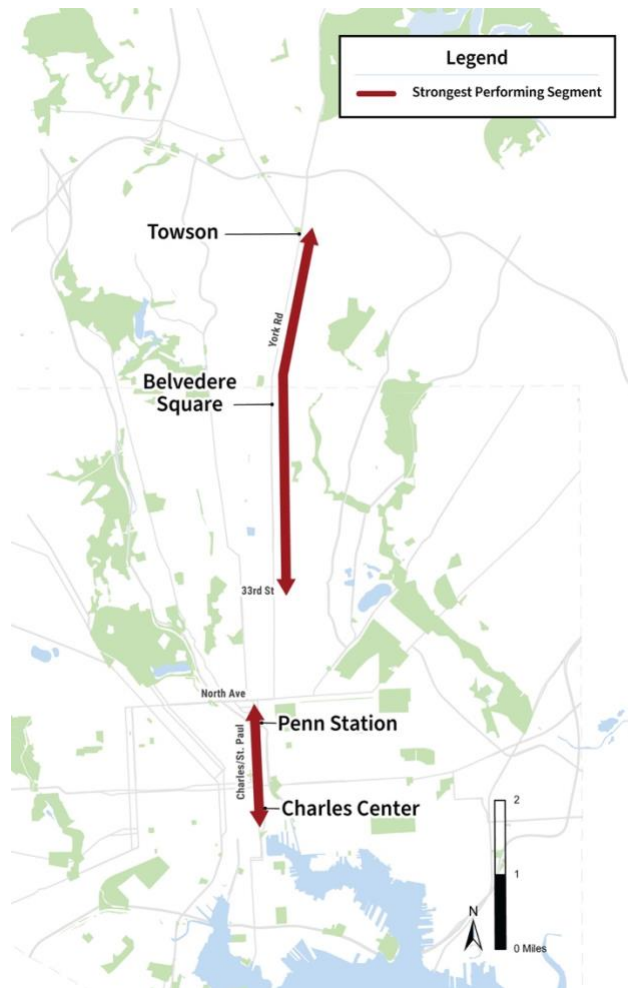 Legend
Strongest Performing Segment
Towson
York Rd
Belvedere
Square
33rd St
North Ave
Penn Station
Charles/St. Paul
Charles Center
2
1
N
0 Miles